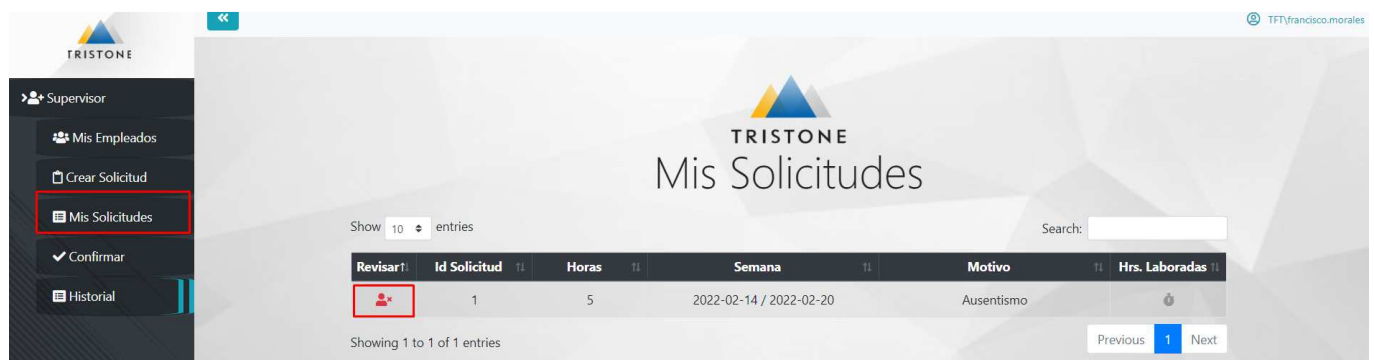 TFT\francisco.morales
TRISTONE
Supervisor
Mis Empleados
Crear Solicitud
Mis Solicitudes
Confirmar
Historial
TRISTONE
Mis Solicitudes
Show 10 entries
Search:
Revisar Id Solicitud Horas Semana Motivo Hrs. Laboradas
1 5 2022-02-14 / 2022-02-20 Ausentismo
Showing 1 to 1 of 1 entries
Previous 1 Next